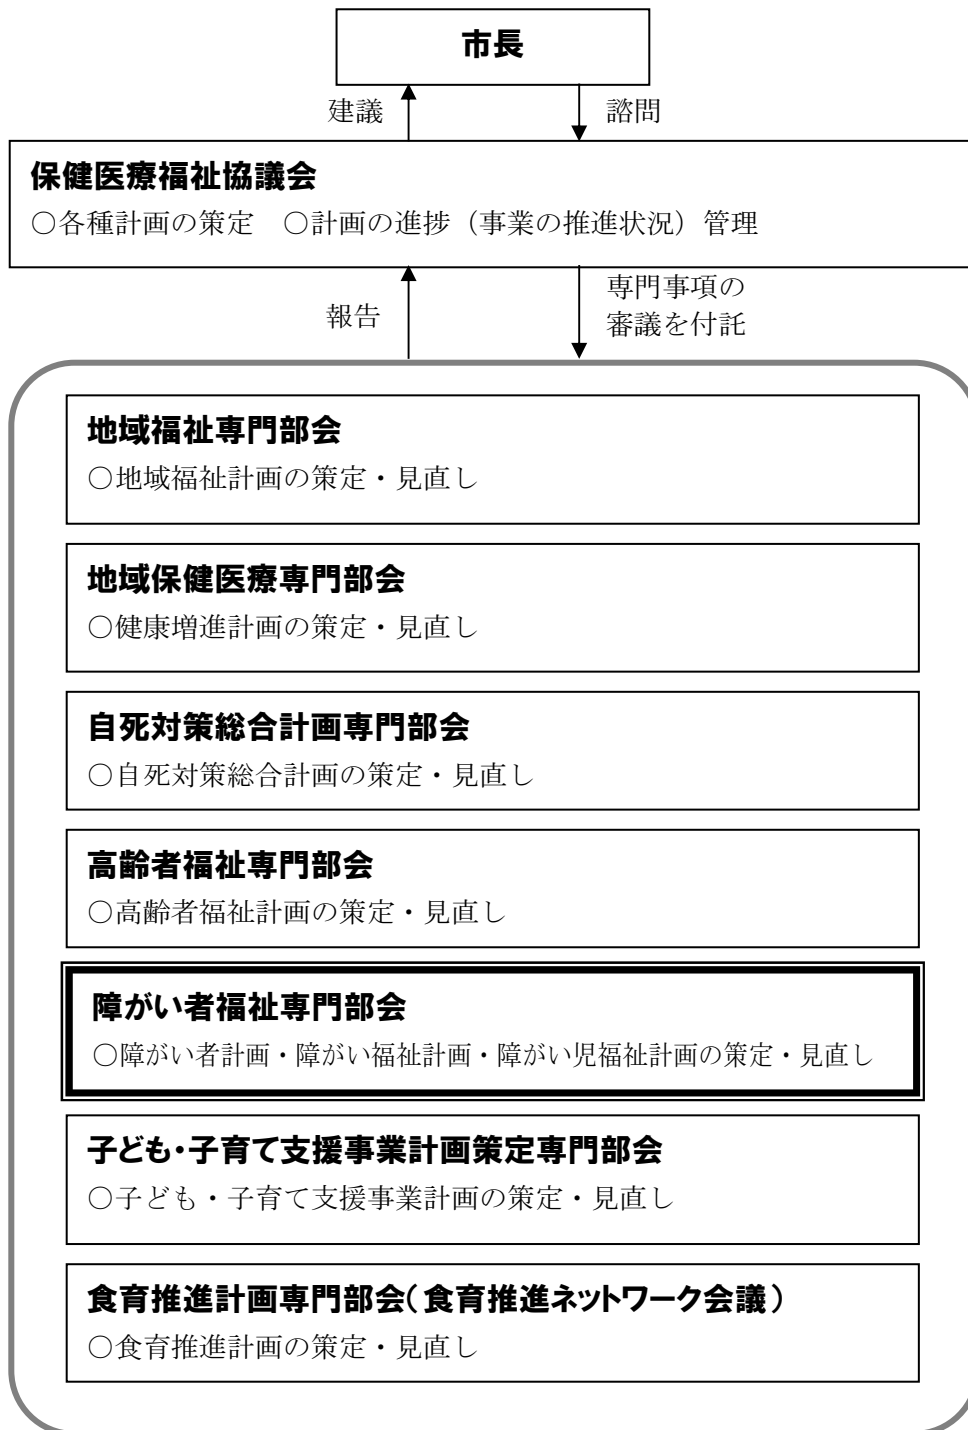 市長
建議
諮問
保健医療福祉協議会
○各種計画の策定　○計画の進捗（事業の推進状況）管理
報告
専門事項の
審議を付託
地域福祉専門部会
○地域福祉計画の策定・見直し
地域保健医療専門部会
○健康増進計画の策定・見直し
自死対策総合計画専門部会
○自死対策総合計画の策定・見直し
高齢者福祉専門部会
○高齢者福祉計画の策定・見直し
障がい者福祉専門部会
○障がい者計画・障がい福祉計画・障がい児福祉計画の策定・見直し
子ども・子育て支援事業計画策定専門部会
○子ども・子育て支援事業計画の策定・見直し
食育推進計画専門部会（食育推進ネットワーク会議）
○食育推進計画の策定・見直し